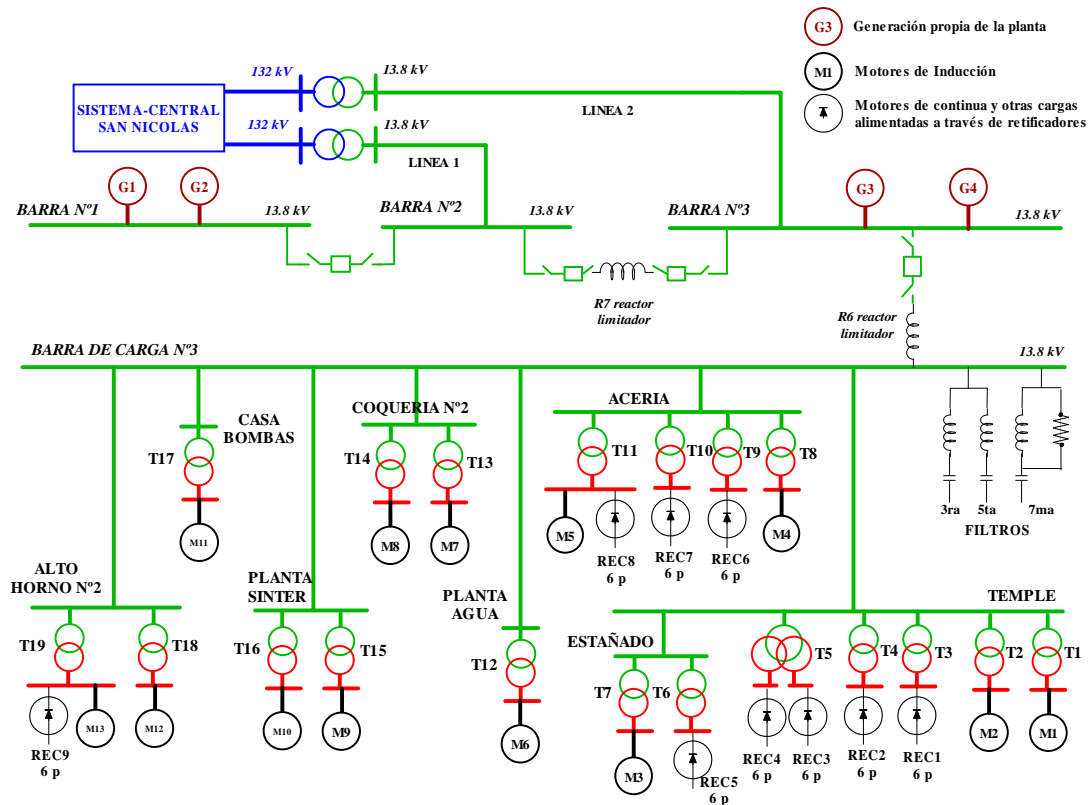 G3
Generación propia de la planta
M1
Motores de Inducción
Motores de continua y otras cargas
alimentadas a través de retificadores
132 kV
13.8 kV
SISTEMA-CENTRAL
SAN NICOLAS
LINEA 2
132 kV
13.8 kV
LINEA 1
G1
G2
G3
G4
BARRA Nº1
13.8 kV
BARRA Nº2
13.8 kV
BARRA Nº3
13.8 kV
R7 reactor
limitador
R6 reactor
limitador
BARRA DE CARGA Nº3
13.8 kV
CASA
BOMBAS
T17
M11
COQUERIA Nº2
T14
T13
M8
M7
ACERIA
T11
T10
T9
T8
M5
REC8
6 p
REC7
6 p
REC6
6 p
M4
3ra
5ta
7ma
FILTROS
ALTO
HORNO Nº2
T19
T18
REC9
6 p
M13
M12
PLANTA
SINTER
T16
T15
M10
M9
PLANTA
AGUA
T12
M6
TEMPLE
ESTAÑADO
T7
T6
T5
T4
T3
T2
T1
M3
REC5
6 p
REC4
6 p
REC3
6 p
REC2
6 p
REC1
6 p
M2
M1